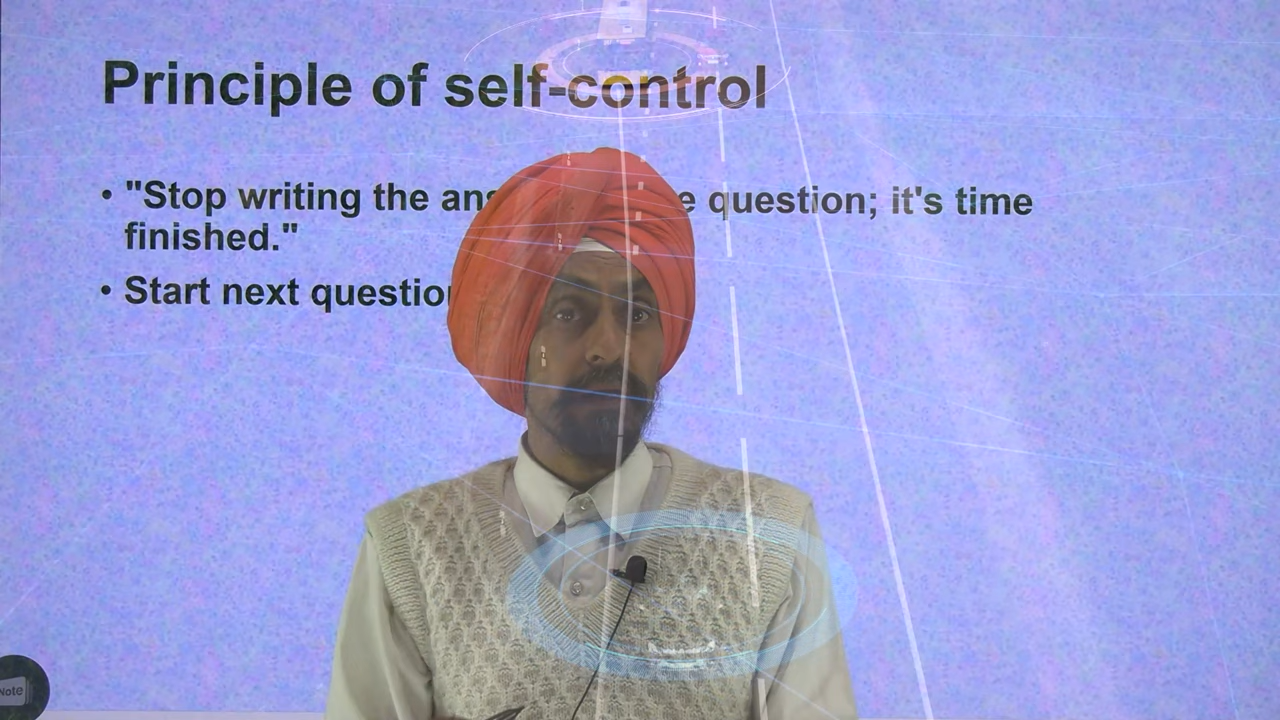 Principle of self-control
• "Stop writing the question; it's time
finished."
• Start next
Note